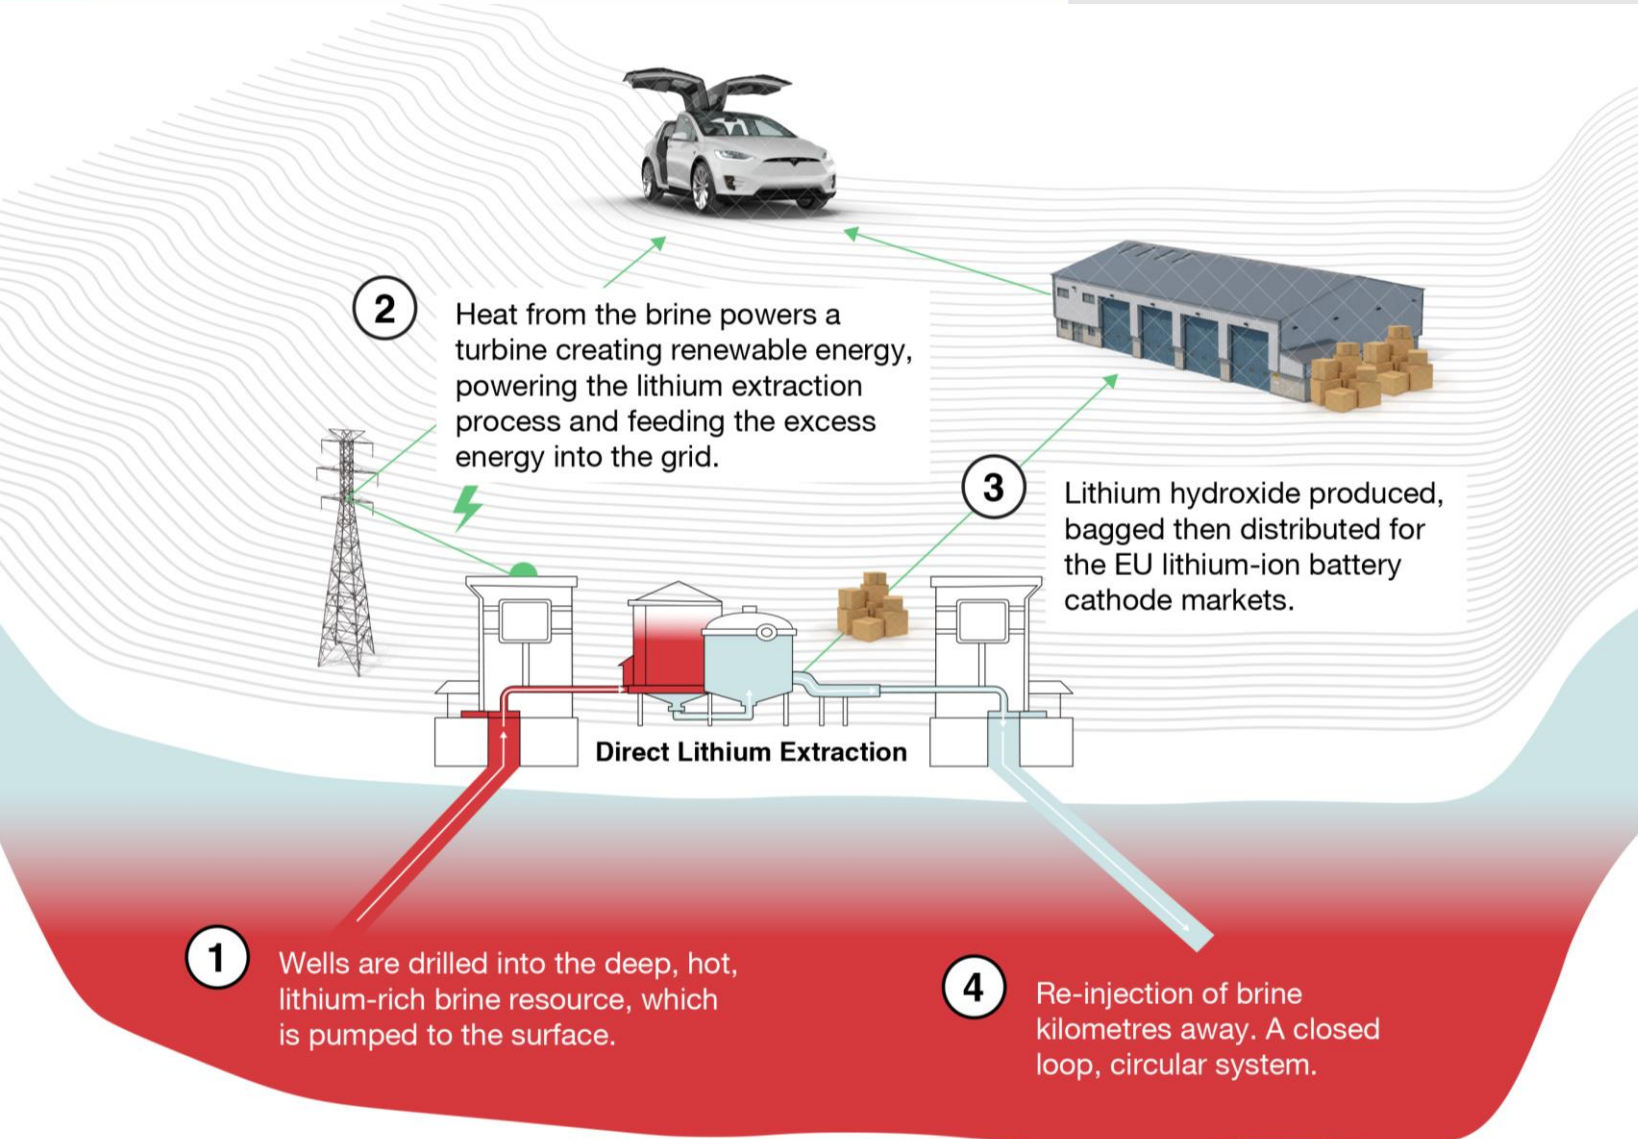 2
Heat from the brine powers a
turbine creating renewable energy,
powering the lithium extraction
process and feeding the excess
energy into the grid.
3
Lithium hydroxide produced,
bagged then distributed for
the EU lithium-ion battery
cathode markets.
Direct Lithium Extraction
1
Wells are drilled into the deep, hot,
lithium-rich brine resource, which
is pumped to the surface.
4
Re-injection of brine
kilometres away. A closed
loop, circular system.